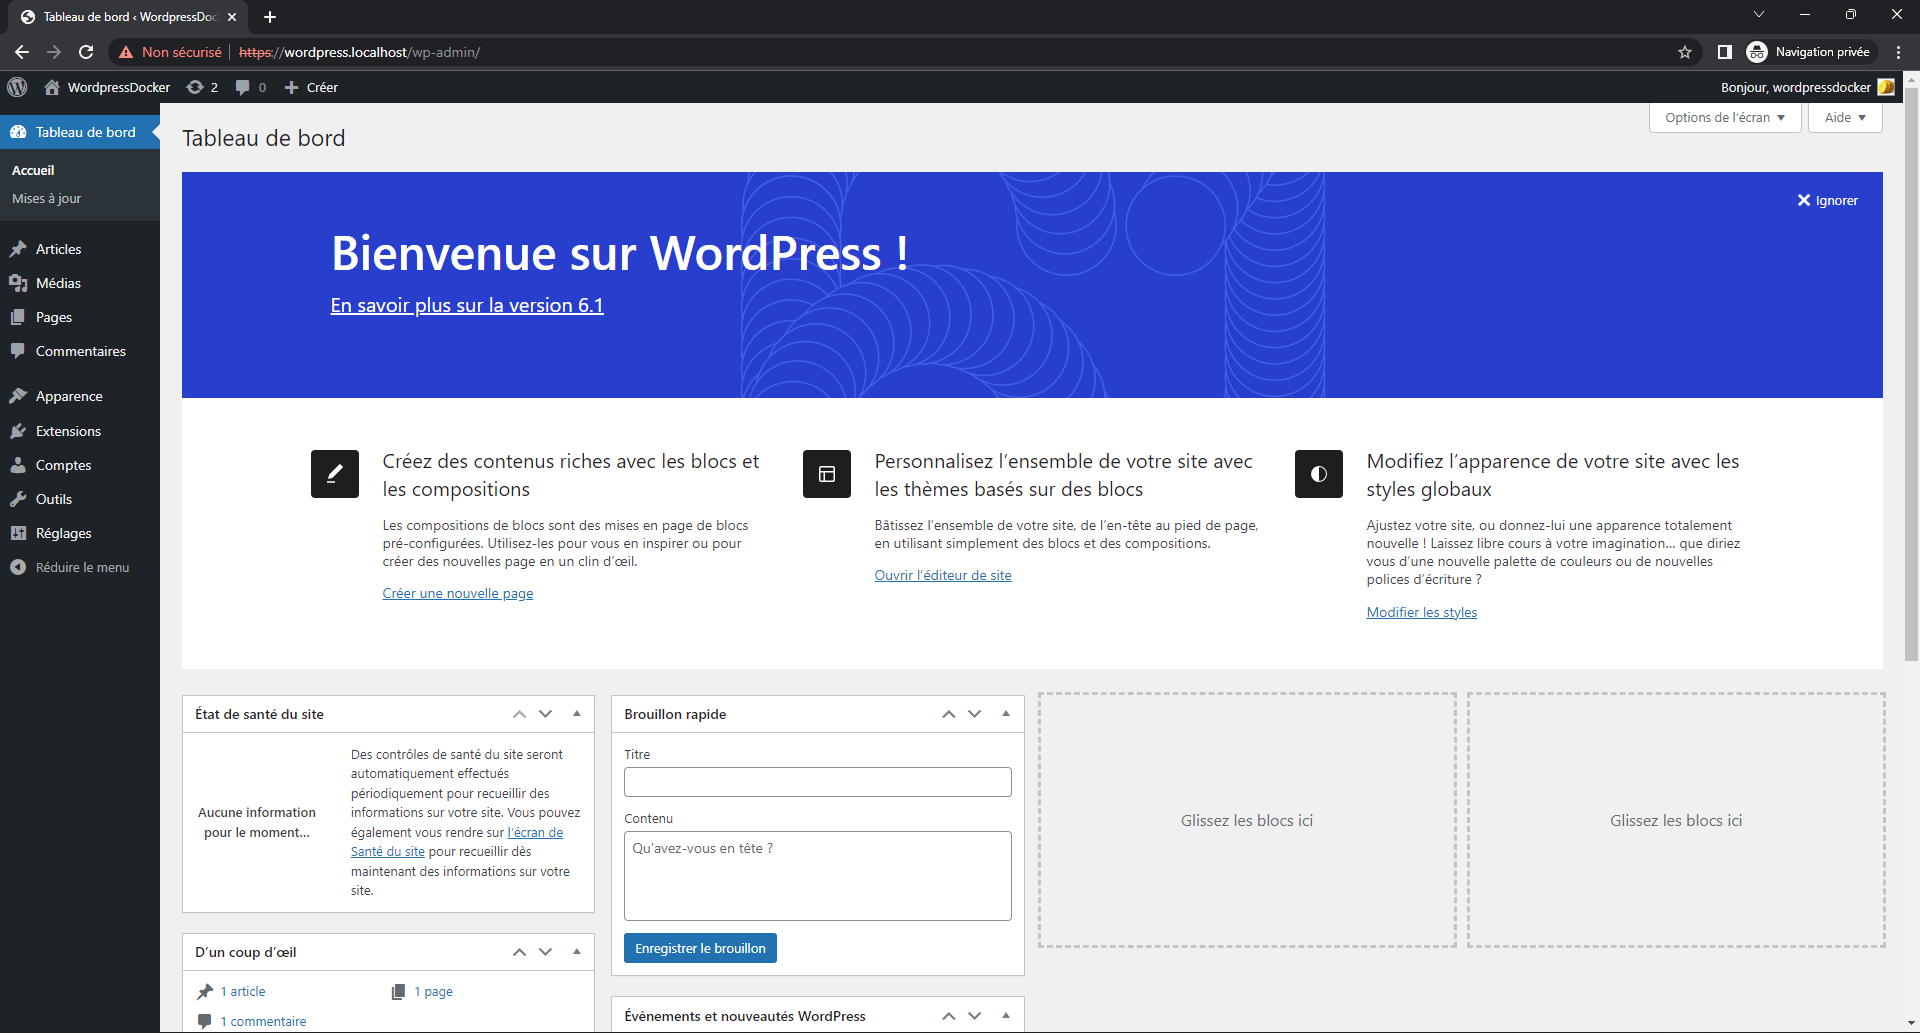 Tableau de bord ‹ WordpressDoc
Non sécurisé
https://wordpress.localhost/wp-admin/
Navigation privée
WordpressDocker
2
0
Créer
Bonjour, wordpressdocker
Tableau de bord
Accueil
Mises à jour
Articles
Médias
Pages
Commentaires
Apparence
Extensions
Comptes
Outils
Réglages
Réduire le menu
Tableau de bord
Options de l’écran
Aide
Ignorer
Bienvenue sur WordPress !
En savoir plus sur la version 6.1
Créez des contenus riches avec les blocs et
les compositions
Les compositions de blocs sont des mises en page de blocs
pré-configurées. Utilisez-les pour vous en inspirer ou pour
créer des nouvelles page en un clin d’œil.
Créer une nouvelle page
Personnalisez l’ensemble de votre site avec
les thèmes basés sur des blocs
Bâtissez l’ensemble de votre site, de l’en-tête au pied de page,
en utilisant simplement des blocs et des compositions.
Ouvrir l’éditeur de site
Modifiez l’apparence de votre site avec les
styles globaux
Ajustez votre site, ou donnez-lui une apparence totalement
nouvelle ! Laissez libre cours à votre imagination… que diriez
vous d’une nouvelle palette de couleurs ou de nouvelles
polices d’écriture ?
Modifier les styles
État de santé du site
Aucune information
pour le moment…
Des contrôles de santé du site seront
automatiquement effectués
périodiquement pour recueillir des
informations sur votre site. Vous pouvez
également vous rendre sur l’écran de
Santé du site pour recueillir dès
maintenant des informations sur votre
site.
D’un coup d’œil
1 article
1 page
1 commentaire
Brouillon rapide
Titre
Contenu
Qu’avez-vous en tête ?
Enregistrer le brouillon
Évènements et nouveautés WordPress
Glissez les blocs ici
Glissez les blocs ici